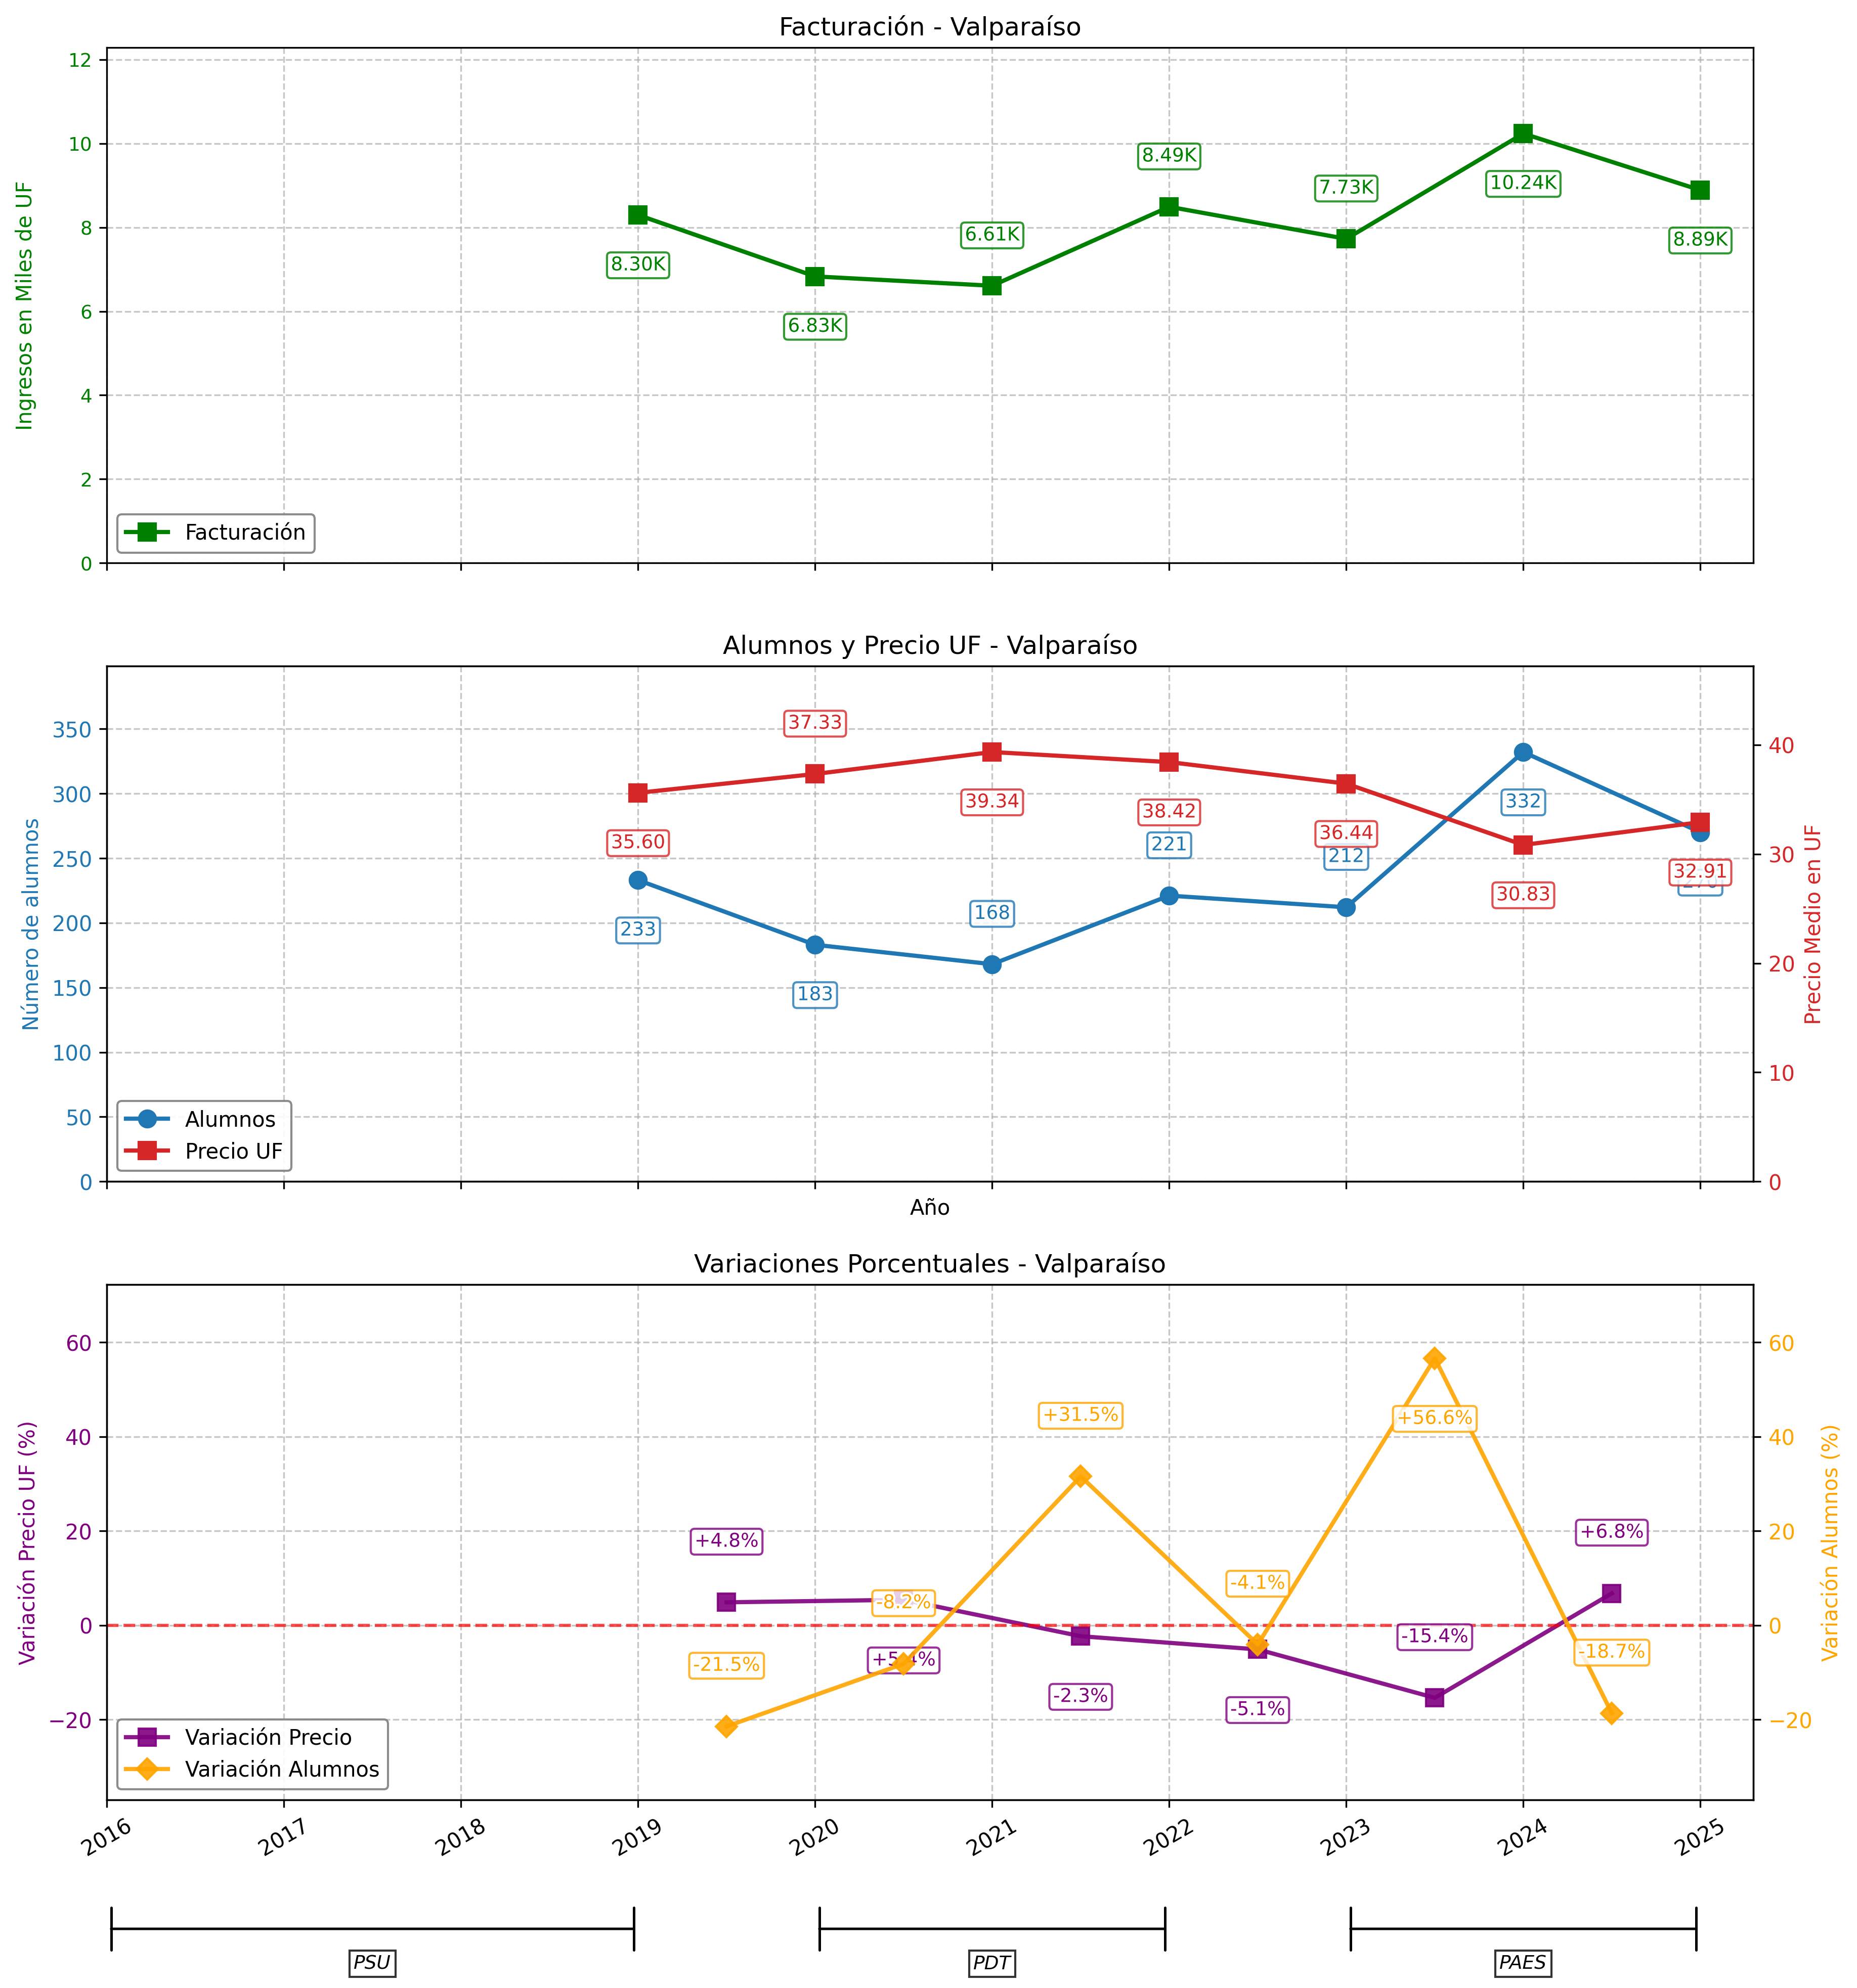 Facturación - Valparaíso
Ingresos en Miles de UF
12
10
8
6
4
2
0
8.30K
6.83K
6.61K
8.49K
7.73K
10.24K
8.89K
Facturación
Alumnos y Precio UF - Valparaíso
Número de alumnos
350
300
250
200
150
100
50
0
Precio Medio en UF
40
30
20
10
0
35.60
37.33
39.34
38.42
36.44
30.83
32.91
233
183
168
221
212
332
Alumnos
Precio UF
Año
Variaciones Porcentuales - Valparaíso
Variación Precio UF (%)
60
40
20
0
−20
Variación Alumnos (%)
60
40
20
0
−20
+4.8%
-2.3%
-5.1%
-15.4%
+6.8%
-21.5%
-8.2%
+31.5%
-4.1%
+56.6%
-18.7%
Variación Precio
Variación Alumnos
2016
2017
2018
2019
2020
2021
2022
2023
2024
2025
PSU
PDT
PAES